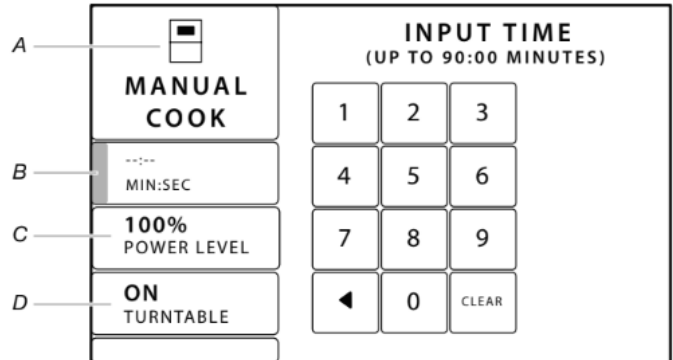 A
MANUAL
COOK
B
--:--
MIN:SEC
C
100%
POWER LEVEL
D
ON
TURNTABLE
INPUT TIME
(UP TO 90:00 MINUTES)
1 2 3
4 5 6
7 8 9
◀ 0 CLEAR